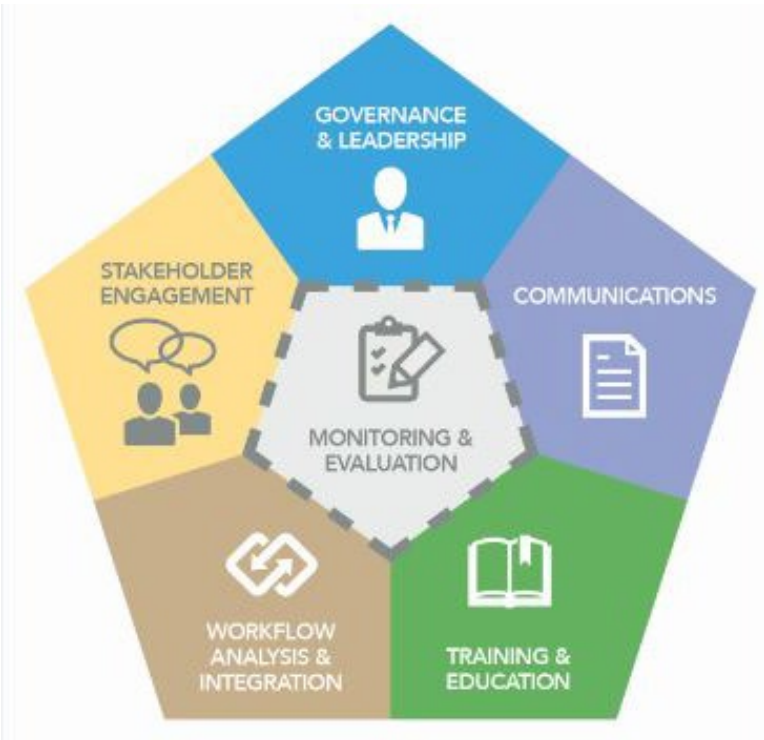 GOVERNANCE
& LEADERSHIP
STAKEHOLDER
ENGAGEMENT
COMMUNICATIONS
MONITORING &
EVALUATION
WORKFLOW
ANALYSIS &
INTEGRATION
TRAINING &
EDUCATION